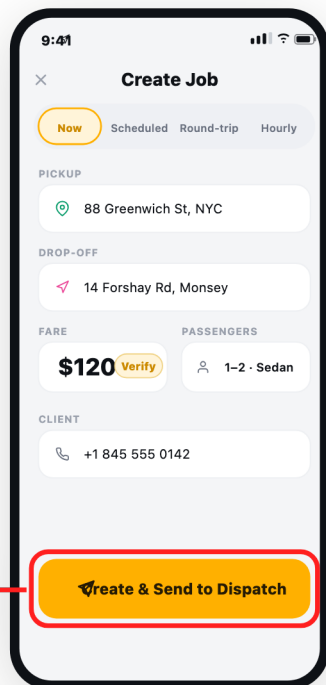 9:41
Create Job
Now Scheduled Round-trip Hourly
PICKUP
88 Greenwich St, NYC
DROP-OFF
14 Forshay Rd, Monsey
FARE PASSENGERS
$120 Verify 1–2 · Sedan
CLIENT
+1 845 555 0142
Create & Send to Dispatch